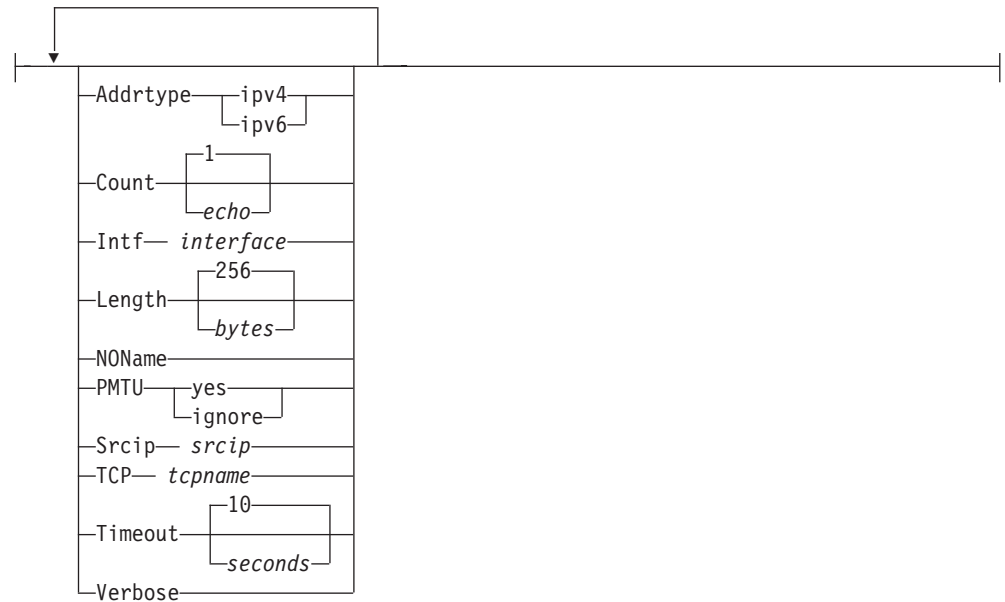 Addrtype ipv4
ipv6
1
Count
echo
Intf interface
256
Length
bytes
NOName
PMTU yes
ignore
Srcip srcip
TCP tcpname
10
Timeout
seconds
Verbose